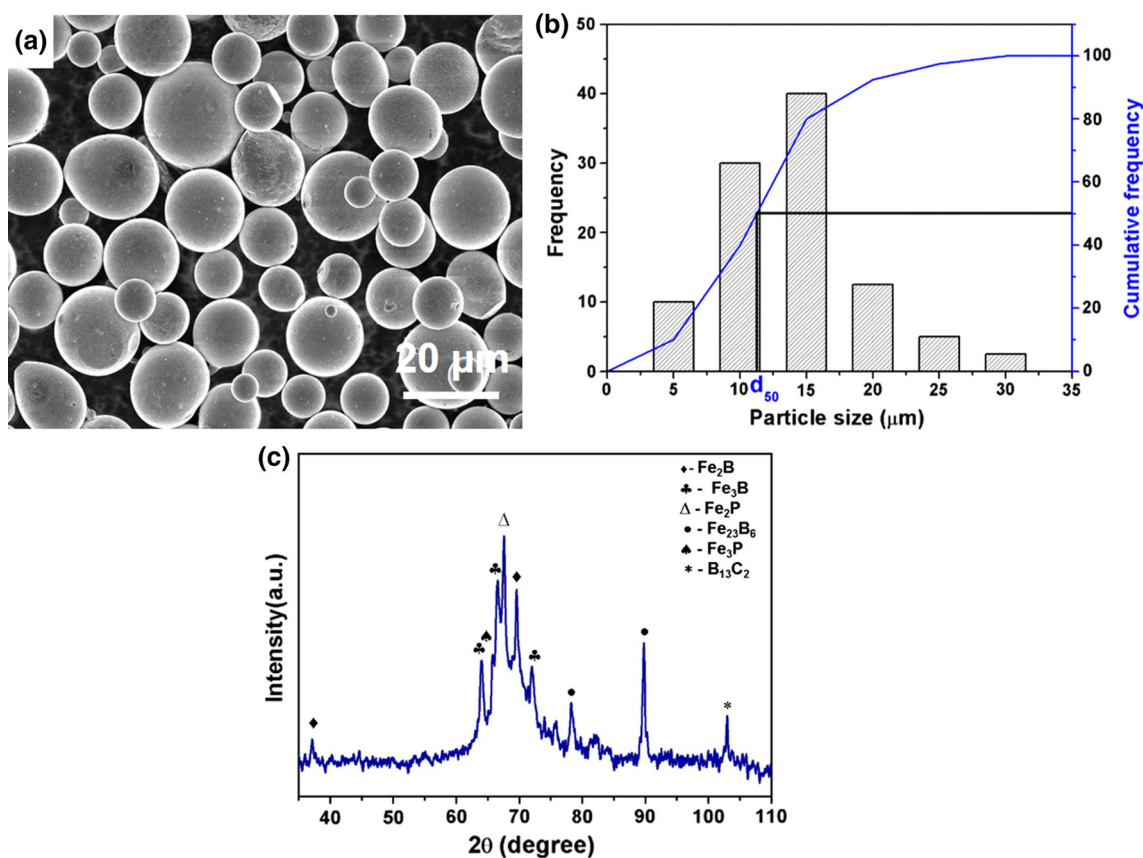 (a)
20 µm
(b)
50
40
30
20
10
0
Frequency
100
80
60
40
20
0
Cumulative frequency
0 5 10 15 20 25 30 35
d50
Particle size (μm)
(c)
♦- Fe₂B
♣ - Fe₃B
Δ - Fe₂P
● - Fe₂₃B₆
♠ - Fe₃P
* - B₁₃C₂
Δ
♣ ♦
♠
♣ ♣
● ●
♦ *
Intensity(a.u.)
40 50 60 70 80 90 100 110
2θ (degree)